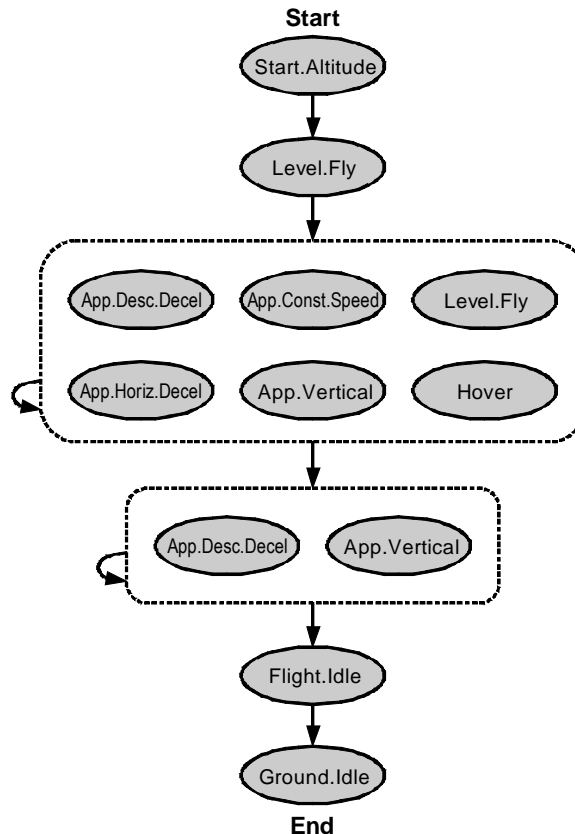 Start
Start.Altitude
Level.Fly
App.Desc.Decel App.Const.Speed Level.Fly
App.Horiz.Decel App.Vertical Hover
App.Desc.Decel App.Vertical
Flight.Idle
Ground.Idle
End